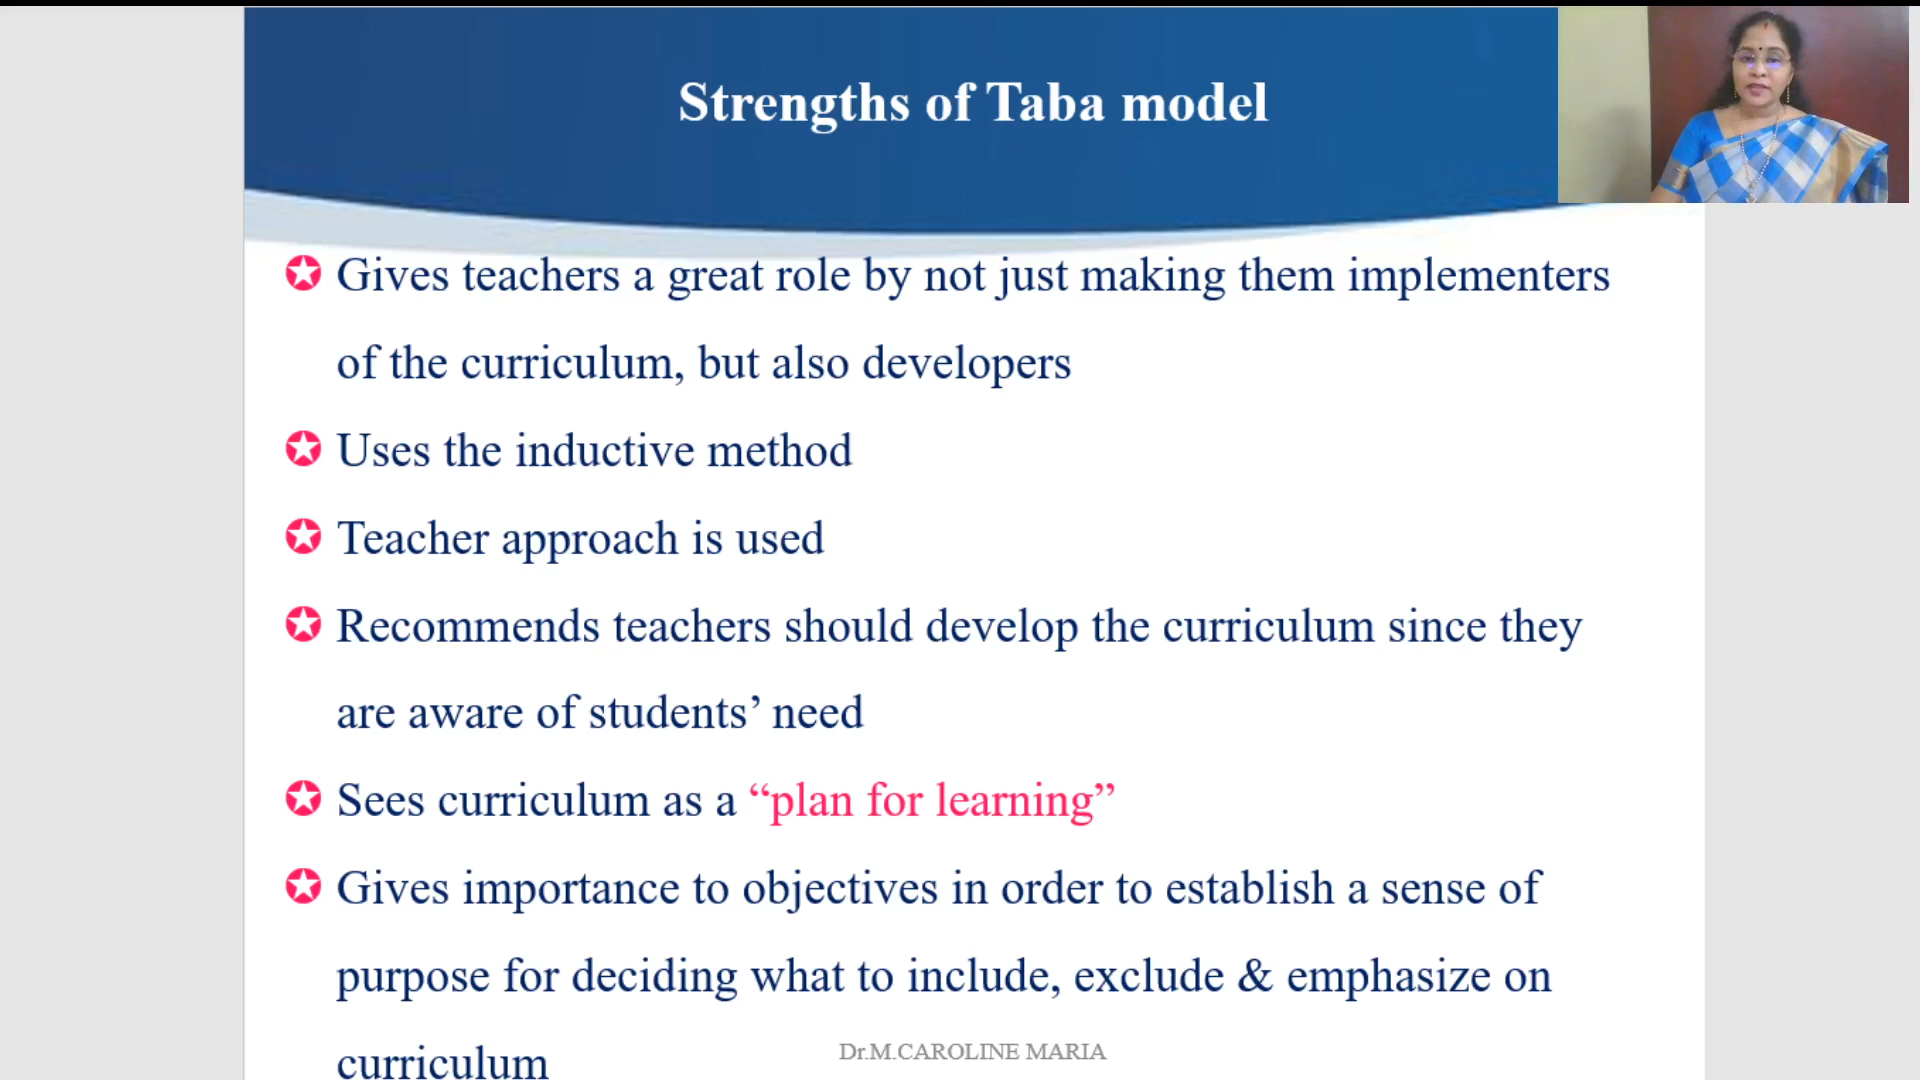 Strengths of Taba model
Gives teachers a great role by not just making them implementers
of the curriculum, but also developers
Uses the inductive method
Teacher approach is used
Recommends teachers should develop the curriculum since they
are aware of students’ need
Sees curriculum as a “plan for learning”
Gives importance to objectives in order to establish a sense of
purpose for deciding what to include, exclude & emphasize on
curriculum
Dr.M.CAROLINE MARIA